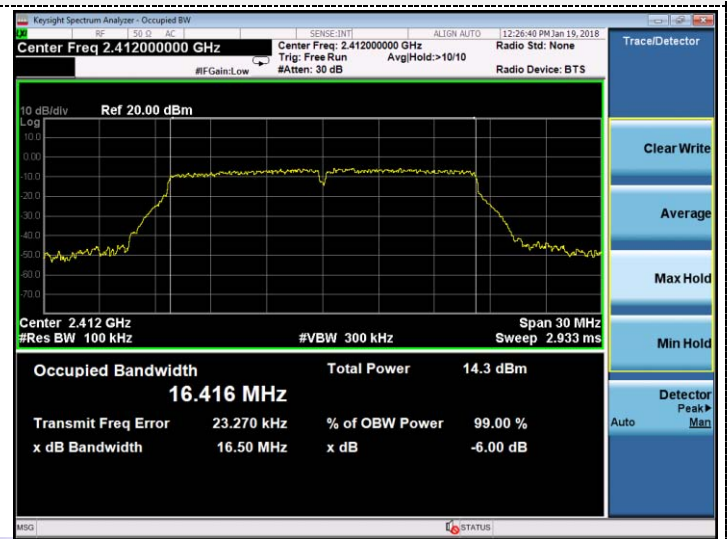 Keysight Spectrum Analyzer - Occupied BW
LXI RF 50 Ω AC SENSE:INT ALIGN AUTO 12:26:40 PM Jan 19, 2018
Center Freq 2.412000000 GHz Center Freq: 2.412000000 GHz Radio Std: None Trace/Detector
Trig: Free Run Avg|Hold:>10/10
#IFGain:Low #Atten: 30 dB Radio Device: BTS
10 dB/div Ref 20.00 dBm
Log
10.0
0.00
-10.0
-20.0
-30.0
-40.0
-50.0
-60.0
-70.0
Center 2.412 GHz Span 30 MHz
#Res BW 100 kHz #VBW 300 kHz Sweep 2.933 ms
Occupied Bandwidth Total Power 14.3 dBm
16.416 MHz
Transmit Freq Error 23.270 kHz % of OBW Power 99.00 %
x dB Bandwidth 16.50 MHz x dB -6.00 dB
Clear Write
Average
Max Hold
Min Hold
Detector
Peak▶
Auto Man
MSG STATUS